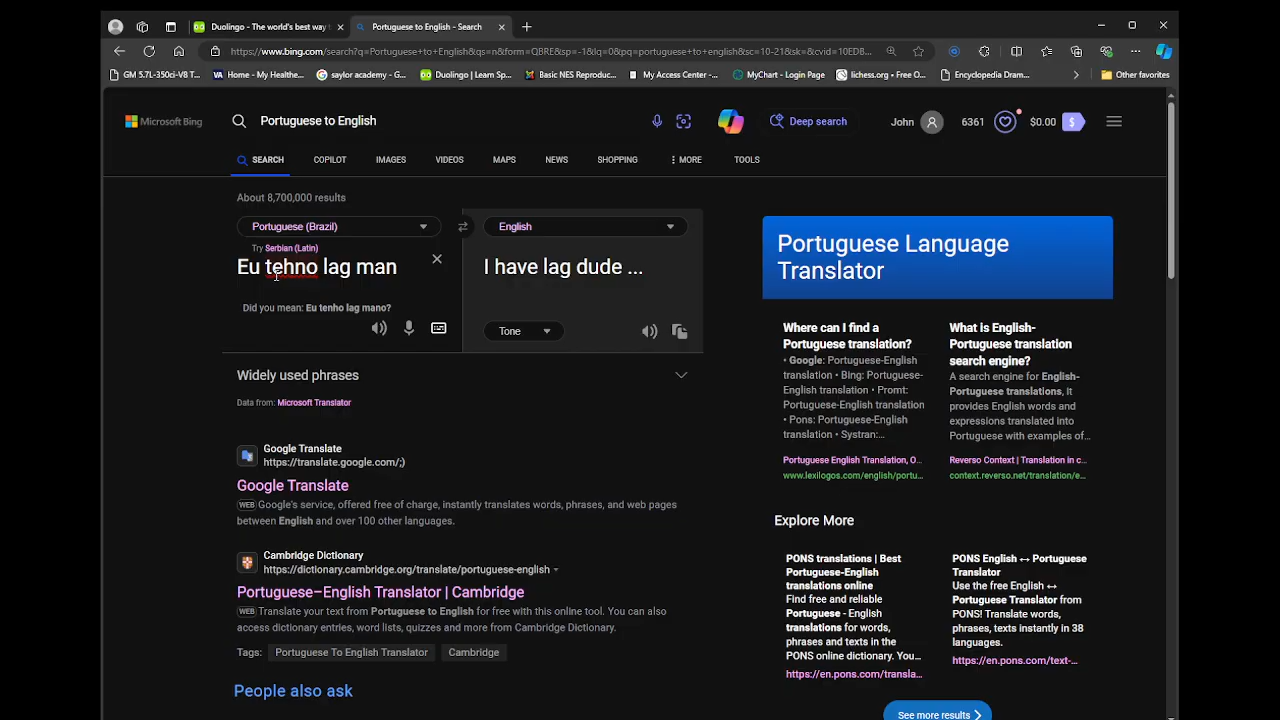 Duolingo - The world's best way t
Portuguese to English - Search
https://www.bing.com/search?q=Portuguese+to+English&qs=n&form=QBRE&sp=-1&lq=0&pq=portuguese+to+english&sc=10-21&sk=&cvid=10EDB...
GM 5.7L-350ci-V8 T...
Home - My Healthe...
saylor academy - G...
Duolingo | Learn Sp...
Basic NES Reproduc...
My Access Center -...
MyChart - Login Page
lichess.org • Free O...
Encyclopedia Dram...
Other favorites
Microsoft Bing
Portuguese to English
Deep search
John
6361
$0.00
$
SEARCH
COPILOT
IMAGES
VIDEOS
MAPS
NEWS
SHOPPING
MORE
TOOLS
About 8,700,000 results
Portuguese (Brazil)
English
Try Serbian (Latin)
Eu tehno lag man
I have lag dude ...
Did you mean: Eu tenho lag mano?
Tone
Widely used phrases
Data from: Microsoft Translator
Google Translate
https://translate.google.com/;)
Google Translate
WEB Google's service, offered free of charge, instantly translates words, phrases, and web pages
between English and over 100 other languages.
Cambridge Dictionary
https://dictionary.cambridge.org/translate/portuguese-english
Portuguese–English Translator | Cambridge
WEB Translate your text from Portuguese to English for free with this online tool. You can also
access dictionary entries, word lists, quizzes and more from Cambridge Dictionary.
Tags: Portuguese To English Translator Cambridge
People also ask
Portuguese Language
Translator
Where can I find a
Portuguese translation?
• Google: Portuguese-English
translation • Bing: Portuguese-
English translation • Promt:
Portuguese-English translation
• Pons: Portuguese-English
translation • Systran:...
Portuguese English Translation, O...
www.lexilogos.com/english/portu...
What is English-
Portuguese translation
search engine?
A search engine for English-
Portuguese translations, it
provides English words and
expressions translated into
Portuguese with examples of...
Reverso Context | Translation in c...
context.reverso.net/translation/e...
Explore More
PONS translations | Best
Portuguese-English
translations online
Find free and reliable
Portuguese - English
translations for words,
phrases and texts in the
PONS online dictionary. You...
https://en.pons.com/transla...
PONS English ↔ Portuguese
Translator
Use the free English ↔
Portuguese Translator from
PONS! Translate words,
phrases, texts instantly in 38
languages.
https://en.pons.com/text-...
See more results